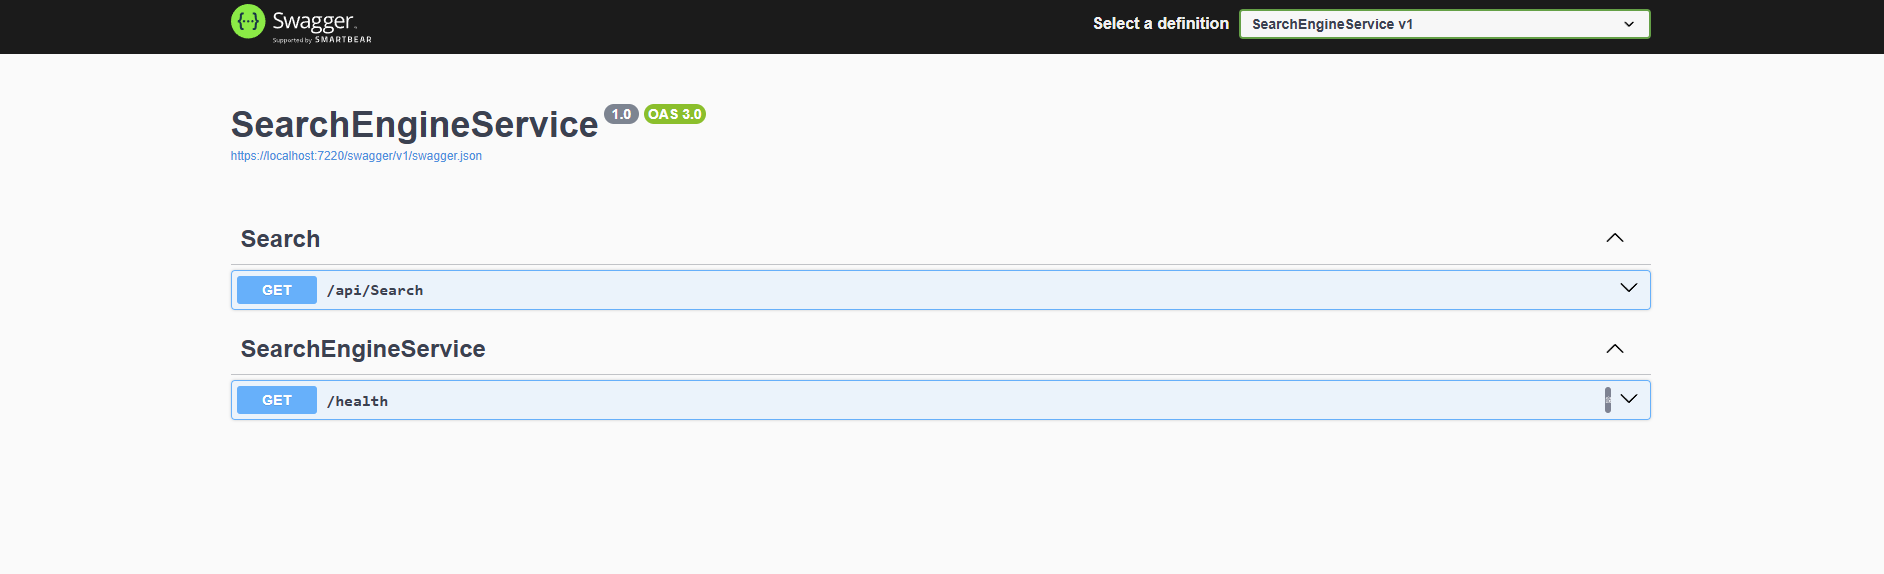 Swagger
Supported by SMARTBEAR
Select a definition
SearchEngineService v1
SearchEngineService 1.0 OAS 3.0
https://localhost:7220/swagger/v1/swagger.json
Search
GET /api/Search
SearchEngineService
GET /health